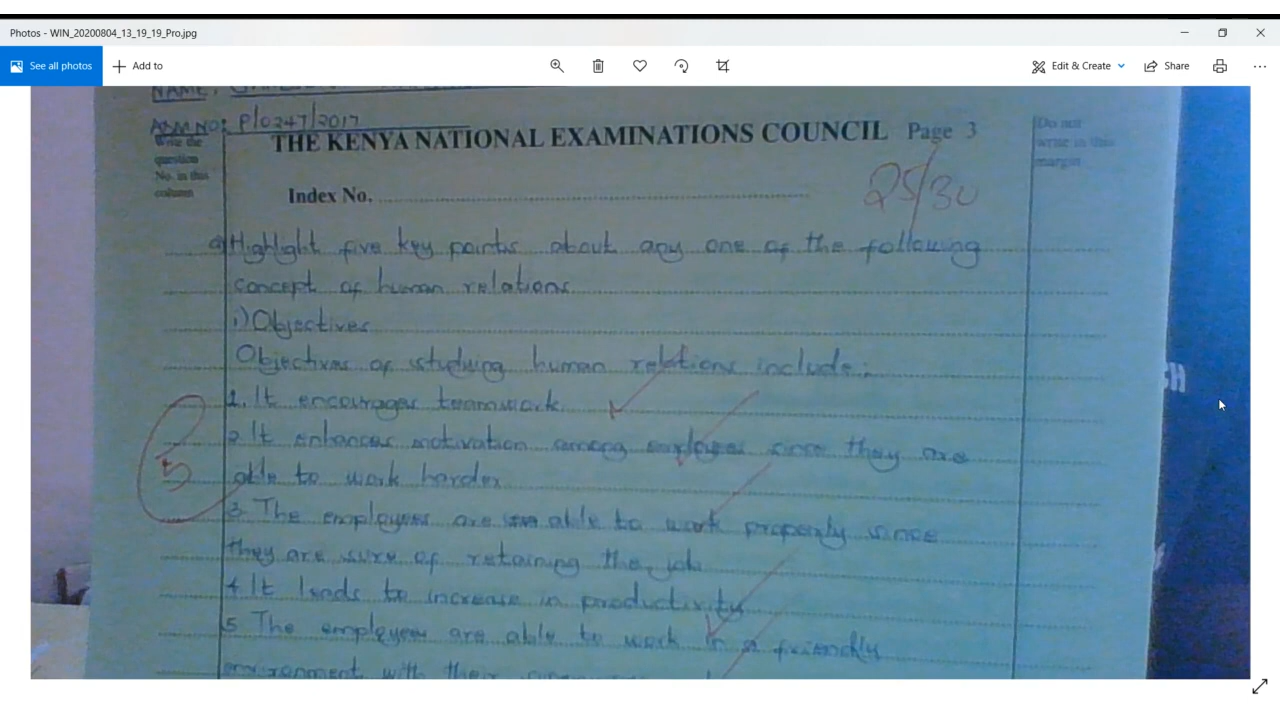 Photos - WIN_20200804_13_19_19_Pro.jpg
See all photos
Add to
Edit & Create
Share
NAME:
ADM NO: P/0247/2017
THE KENYA NATIONAL EXAMINATIONS COUNCIL Page 3
Write the
question
No. in this
column
Do not
write in this
margin
Index No.
25/30
a) Highlight five key points about any one of the following
concept of human relations
i) Objectives
Objectives of studying human relations include:
1. It encourages teamwork
2. It enhances motivation among employees since they are
able to work harder
5
3. The employees are able to work properly since
they are sure of retaining the job
4. It leads to increase in productivity
5. The employees are able to work in a friendly
environment with their